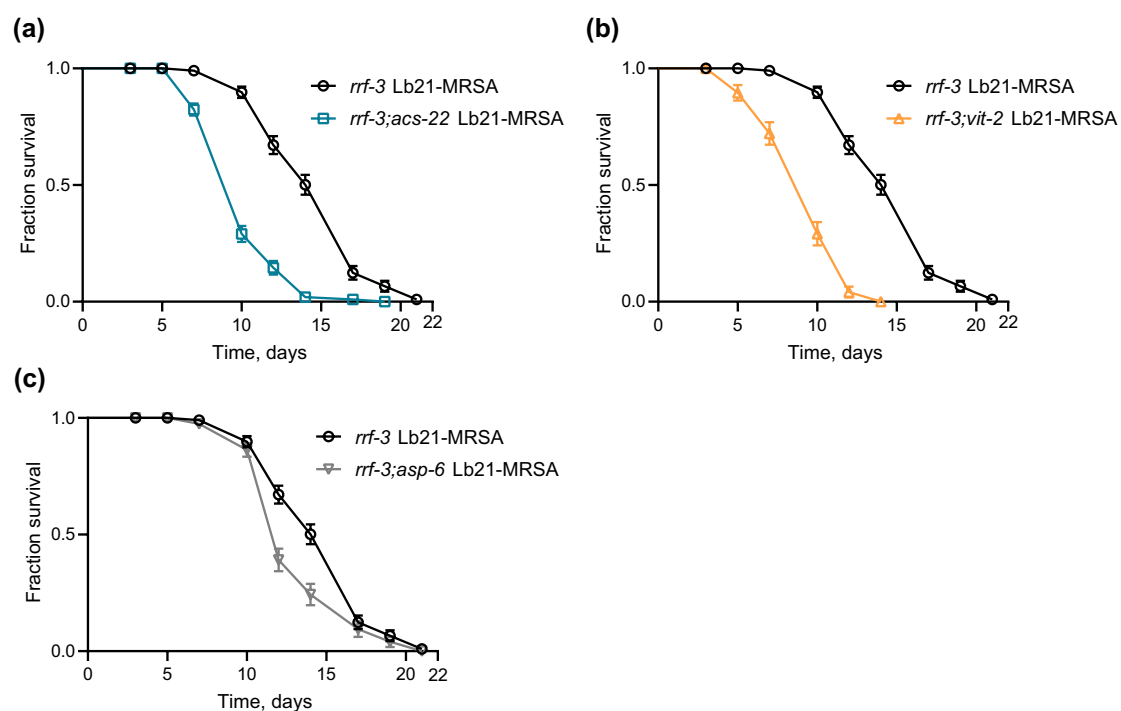 (a)
1.0
0.5
0.0
Fraction survival
rrf-3 Lb21-MRSA
rrf-3;acs-22 Lb21-MRSA
0 5 10 15 20 22
Time, days
(b)
1.0
0.5
0.0
Fraction survival
rrf-3 Lb21-MRSA
rrf-3;vit-2 Lb21-MRSA
0 5 10 15 20 22
Time, days
(c)
1.0
0.5
0.0
Fraction survival
rrf-3 Lb21-MRSA
rrf-3;asp-6 Lb21-MRSA
0 5 10 15 20 22
Time, days